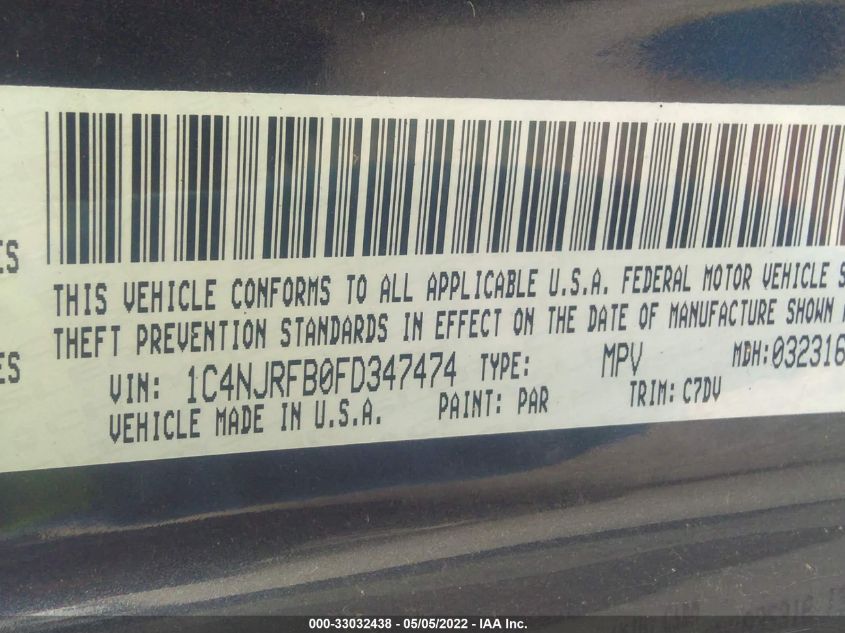 ES
THIS VEHICLE CONFORMS TO ALL APPLICABLE U.S.A. FEDERAL MOTOR VEHICLE S
THEFT PREVENTION STANDARDS IN EFFECT ON THE DATE OF MANUFACTURE SHOWN
ES
VIN: 1C4NJRFB0FD347474 TYPE: MPV MDH:032316
VEHICLE MADE IN U.S.A. PAINT: PAR TRIM: C7DV
000-33032438 - 05/05/2022 - IAA Inc.